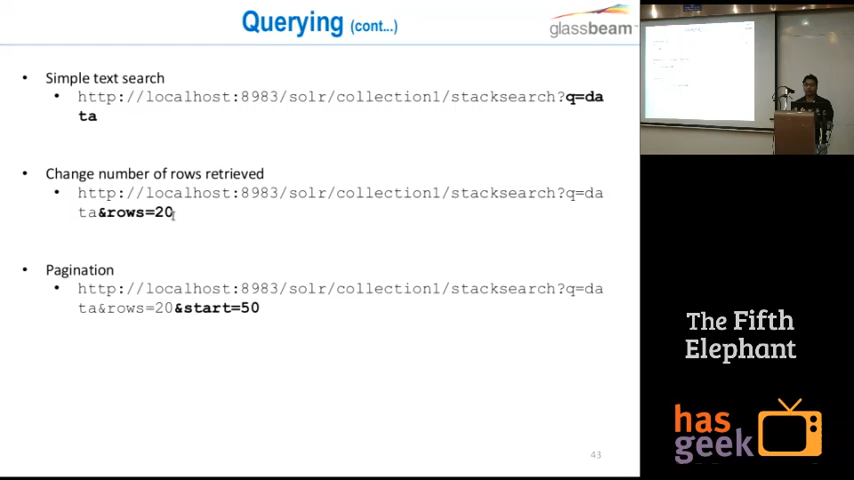 Querying (cont...)
glassbeam
• Simple text search
• http://localhost:8983/solr/collection1/stacksearch?q=da
ta
• Change number of rows retrieved
• http://localhost:8983/solr/collection1/stacksearch?q=da
ta&rows=20
• Pagination
• http://localhost:8983/solr/collection1/stacksearch?q=da
ta&rows=20&start=50
43
The Fifth
Elephant
has
geek